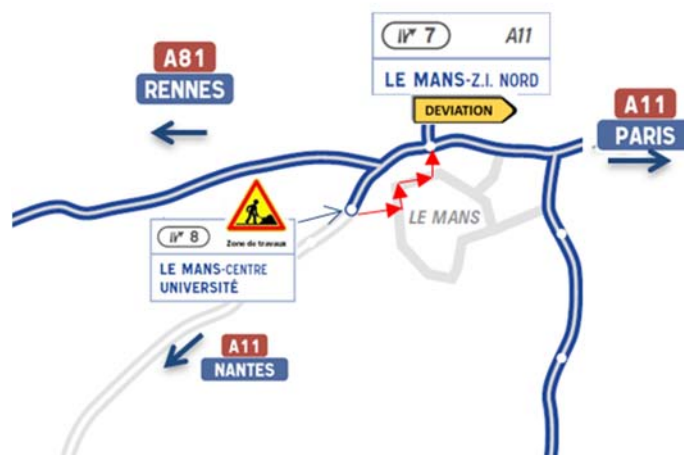 7 A11
LE MANS-Z.I. NORD
DEVIATION
A81
RENNES
A11
PARIS
LE MANS
8
Zone de travaux
LE MANS-CENTRE
UNIVERSITÉ
A11
NANTES